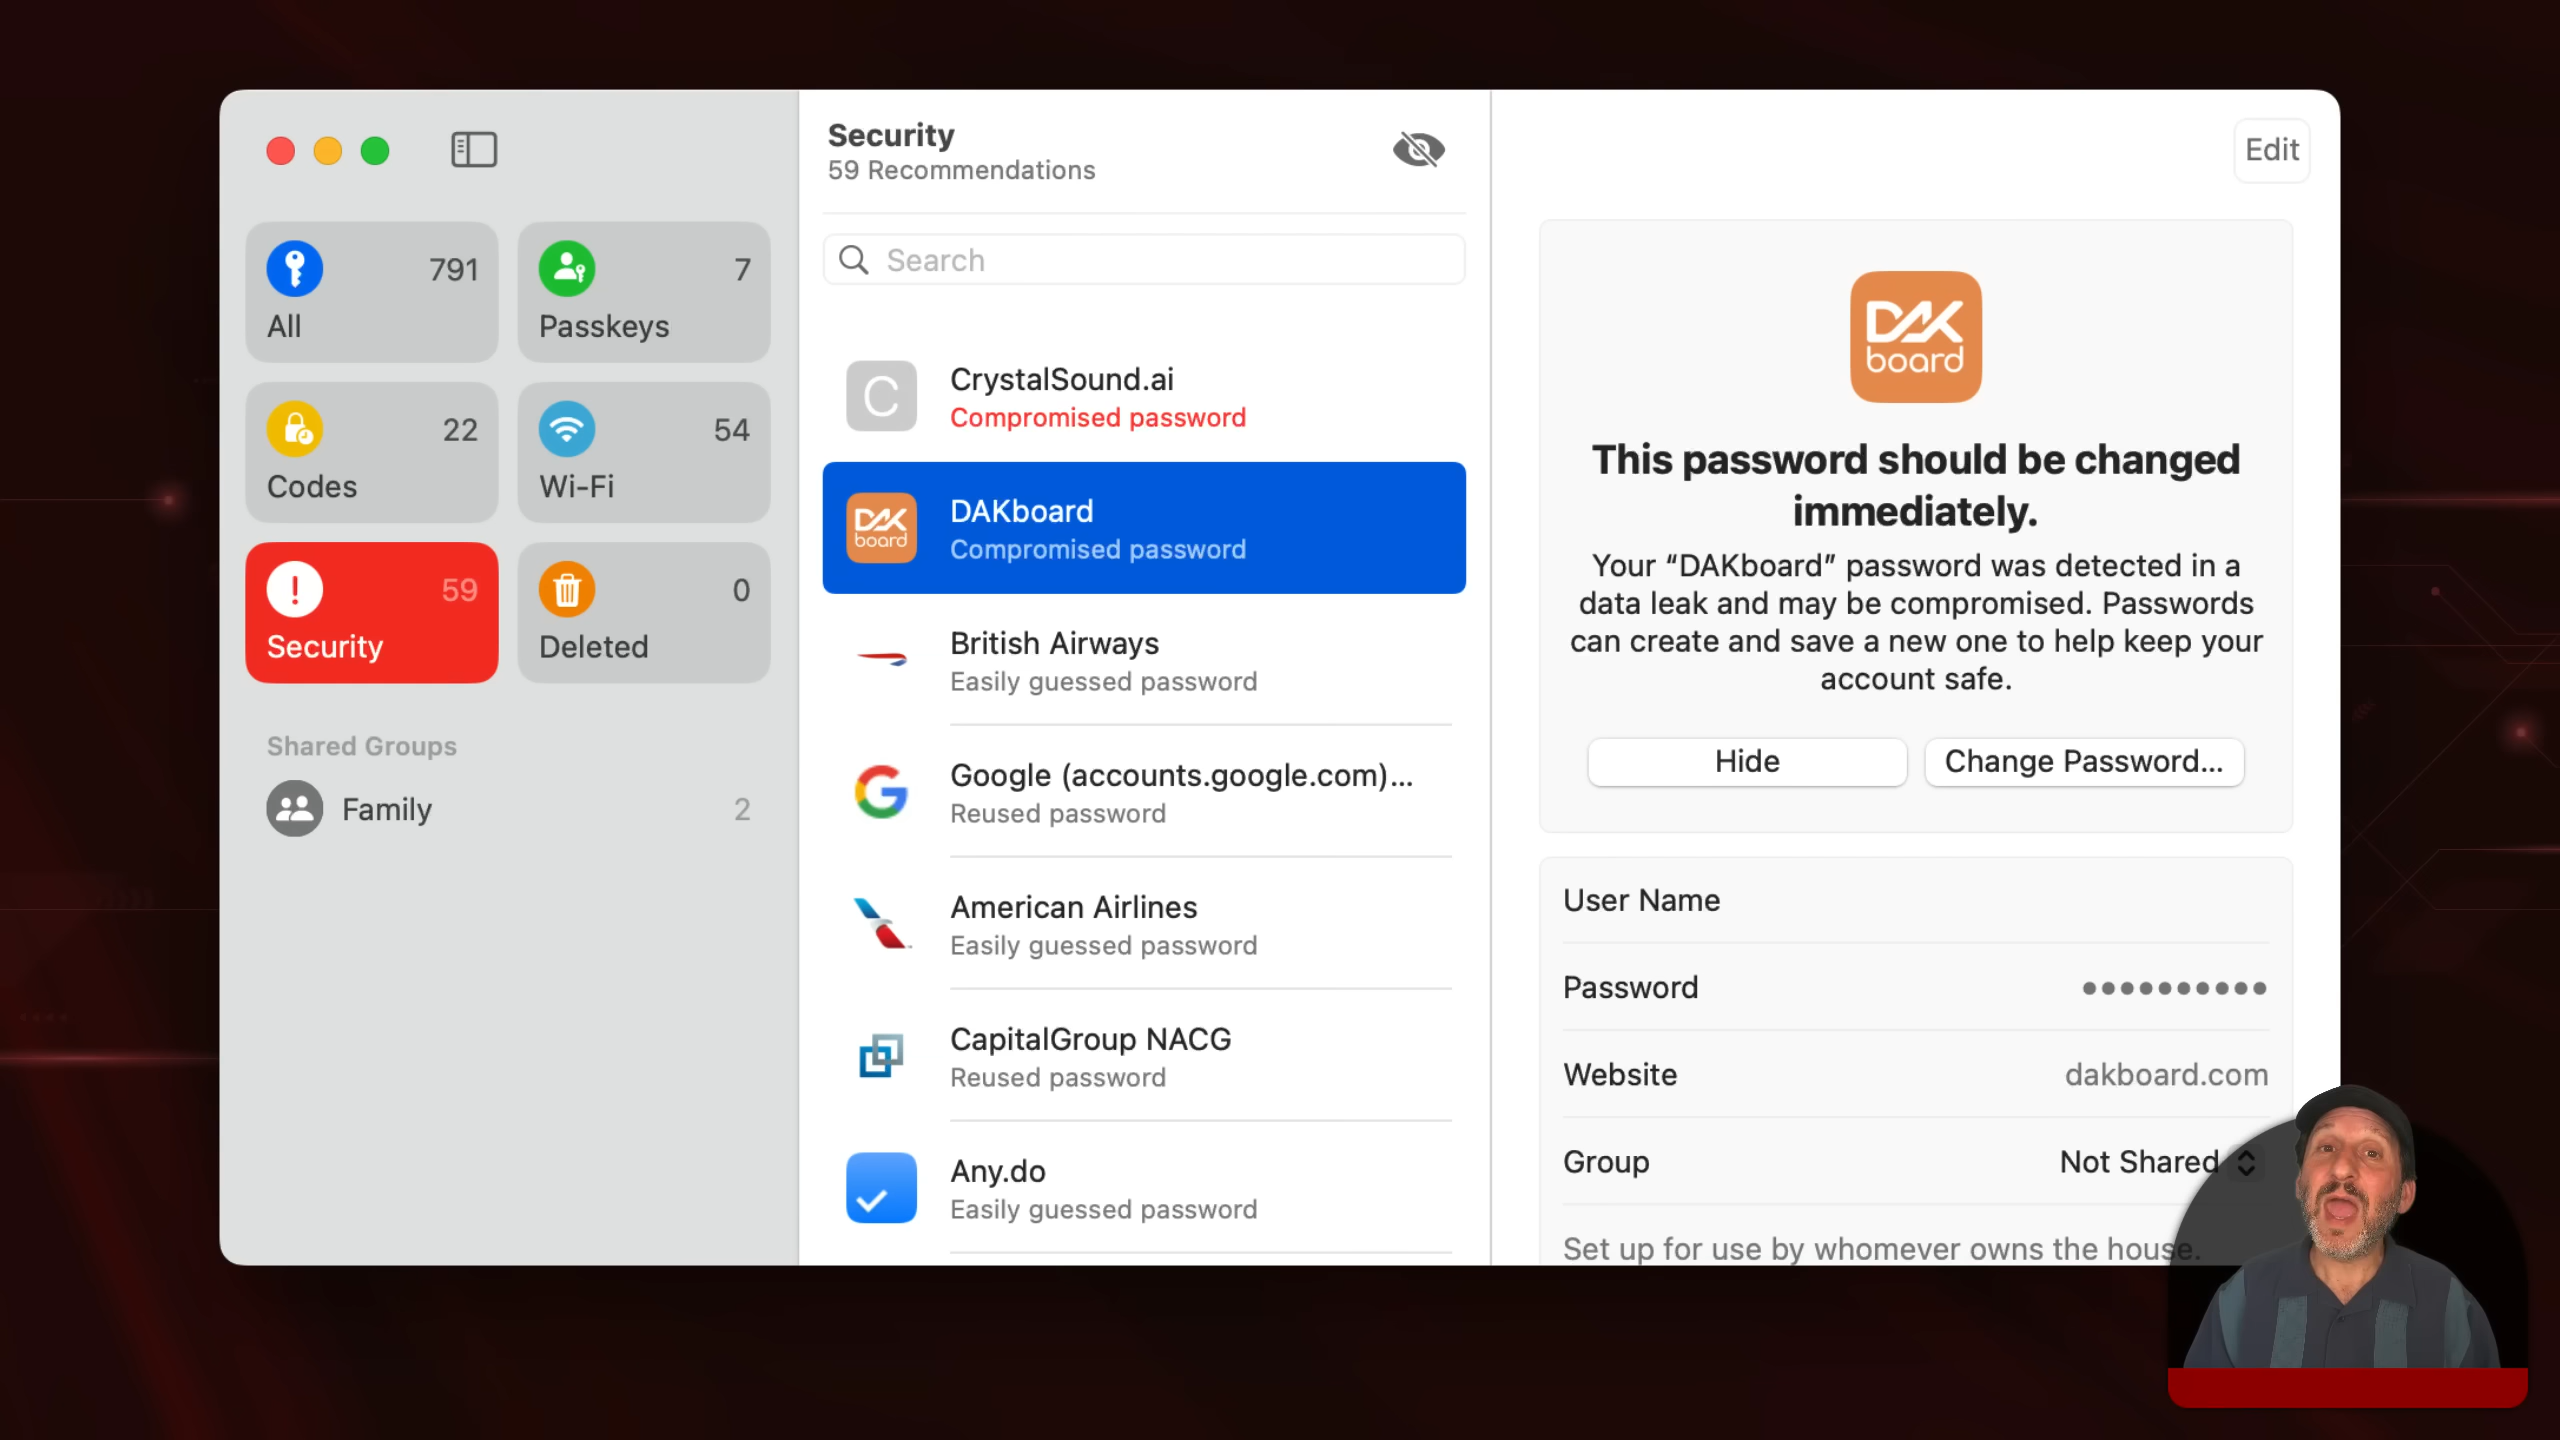 All
791
Passkeys
7
Codes
22
Wi-Fi
54
Security
59
Deleted
0
Shared Groups
Family
2
Security
59 Recommendations
Search
C
CrystalSound.ai
Compromised password
DAK
board
DAKboard
Compromised password
British Airways
Easily guessed password
Google (accounts.google.com)...
Reused password
American Airlines
Easily guessed password
CapitalGroup NACG
Reused password
Any.do
Easily guessed password
Edit
DAK
board
This password should be changed
immediately.
Your “DAKboard” password was detected in a
data leak and may be compromised. Passwords
can create and save a new one to help keep your
account safe.
Hide
Change Password...
User Name
Password
••••••••••
Website
dakboard.com
Group
Not Shared
Set up for use by whomever owns the house.